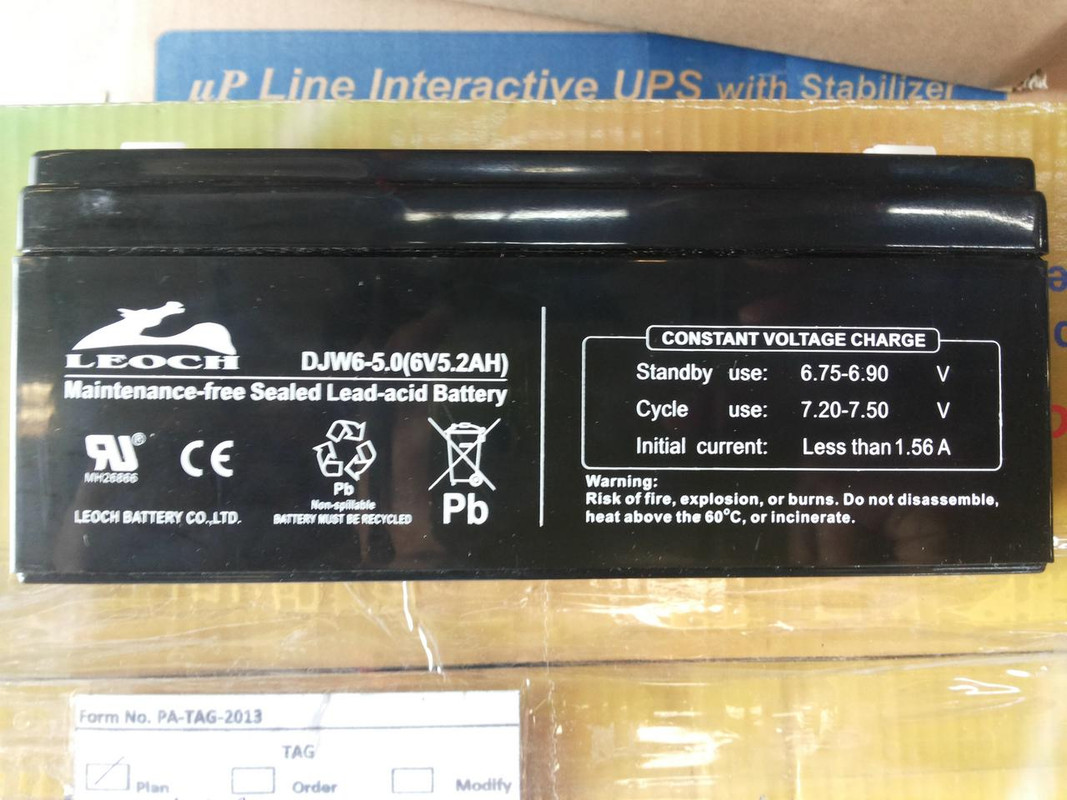 µP Line Interactive UPS with Stabilizer
LEOCH
DJW6-5.0(6V5.2AH)
Maintenance-free Sealed Lead-acid Battery
® MH26866
CE
Pb
Non-spillable
BATTERY MUST BE RECYCLED
Pb
LEOCH BATTERY CO.,LTD.
CONSTANT VOLTAGE CHARGE
Standby use: 6.75-6.90 V
Cycle use: 7.20-7.50 V
Initial current: Less than 1.56 A
Warning:
Risk of fire, explosion, or burns. Do not disassemble,
heat above the 60°C, or incinerate.
Form No. PA-TAG-2013
TAG
Plan Order Modify